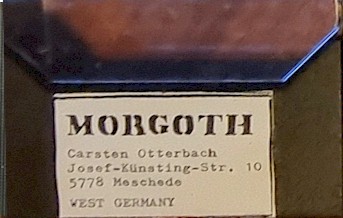 MORGOTH
Carsten Otterbach
Josef-Künsting-Str. 10
5778 Meschede
WEST GERMANY